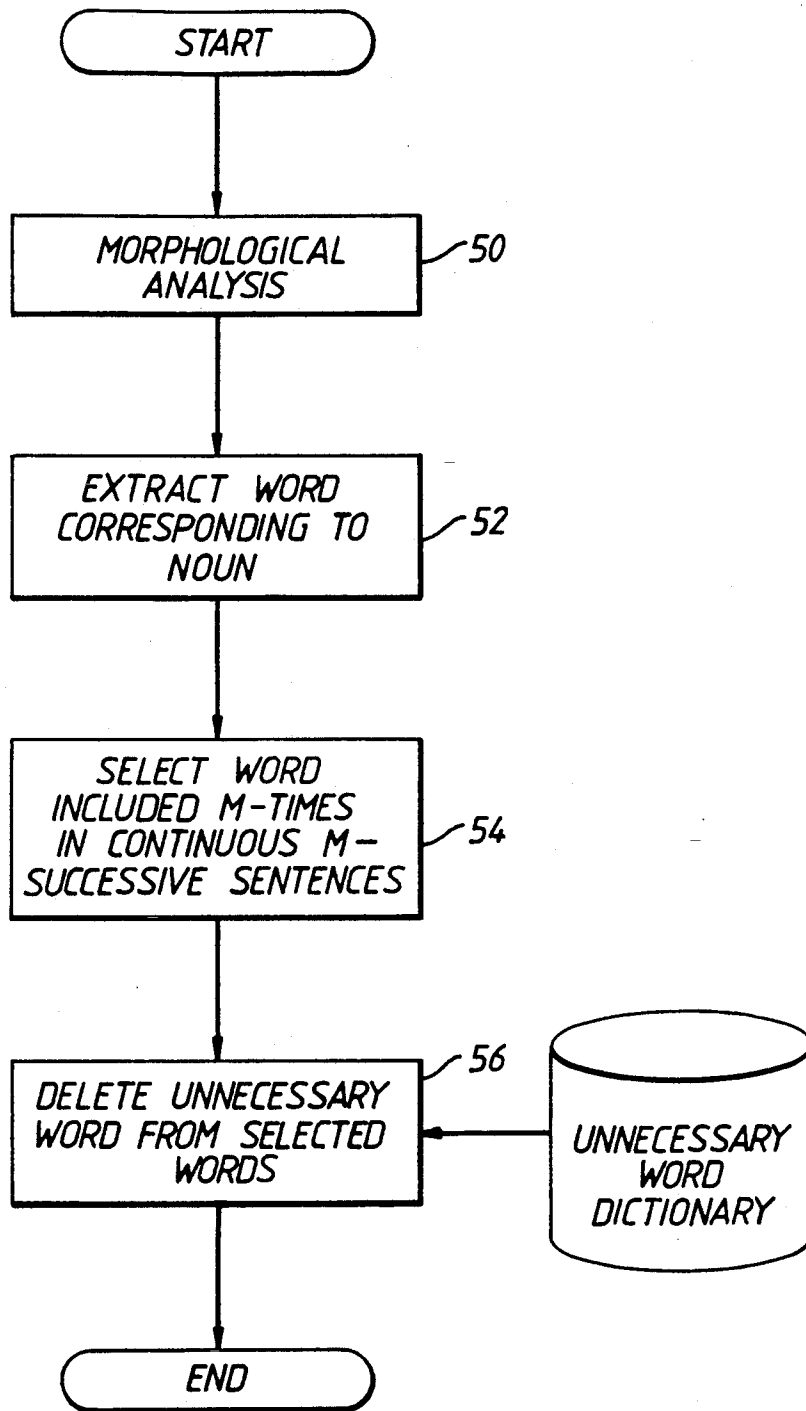 START
MORPHOLOGICAL
ANALYSIS
50
EXTRACT WORD
CORRESPONDING TO
NOUN
52
SELECT WORD
INCLUDED M-TIMES
IN CONTINUOUS M-
SUCCESSIVE SENTENCES
54
DELETE UNNECESSARY
WORD FROM SELECTED
WORDS
56
UNNECESSARY
WORD
DICTIONARY
END